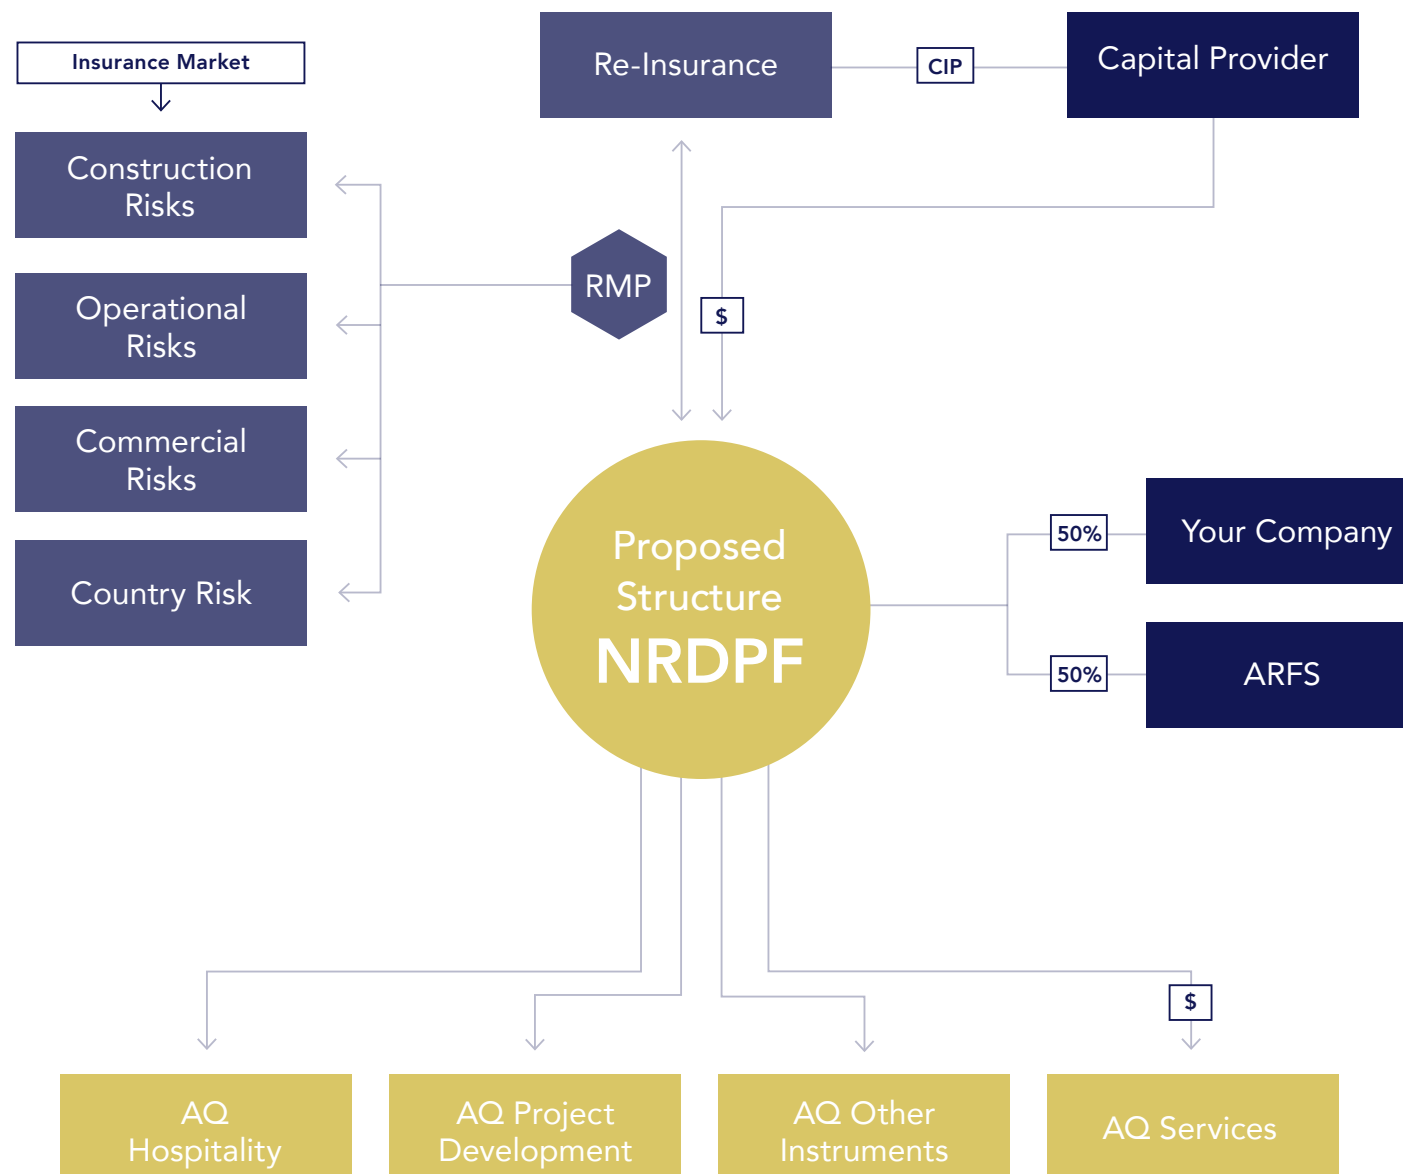 Insurance Market
Construction
Risks
Operational
Risks
Commercial
Risks
Country Risk
Re-Insurance
CIP
Capital Provider
RMP
$
Proposed
Structure
NRDPF
50%
Your Company
50%
ARFS
$
AQ
Hospitality
AQ Project
Development
AQ Other
Instruments
AQ Services